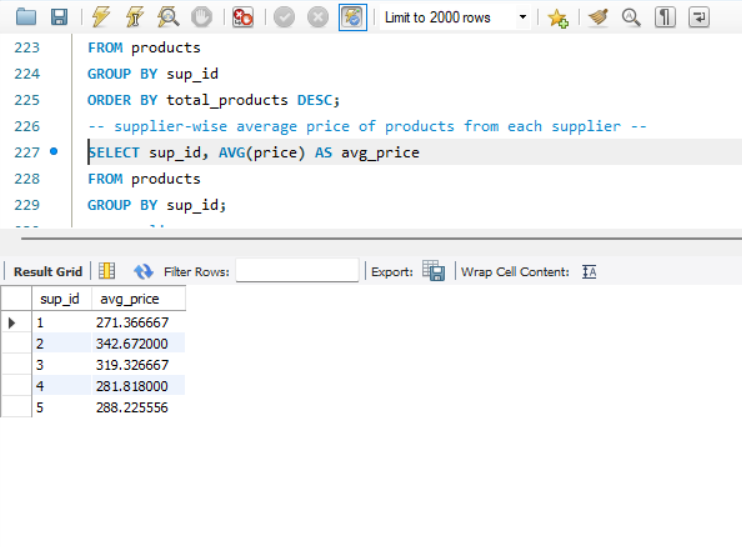 Limit to 2000 rows
223 FROM products
224 GROUP BY sup_id
225 ORDER BY total_products DESC;
226 -- supplier-wise average price of products from each supplier --
227 SELECT sup_id, AVG(price) AS avg_price
228 FROM products
229 GROUP BY sup_id;
Result Grid Filter Rows: Export: Wrap Cell Content: IA
sup_id avg_price
1 271.366667
2 342.672000
3 319.326667
4 281.818000
5 288.225556